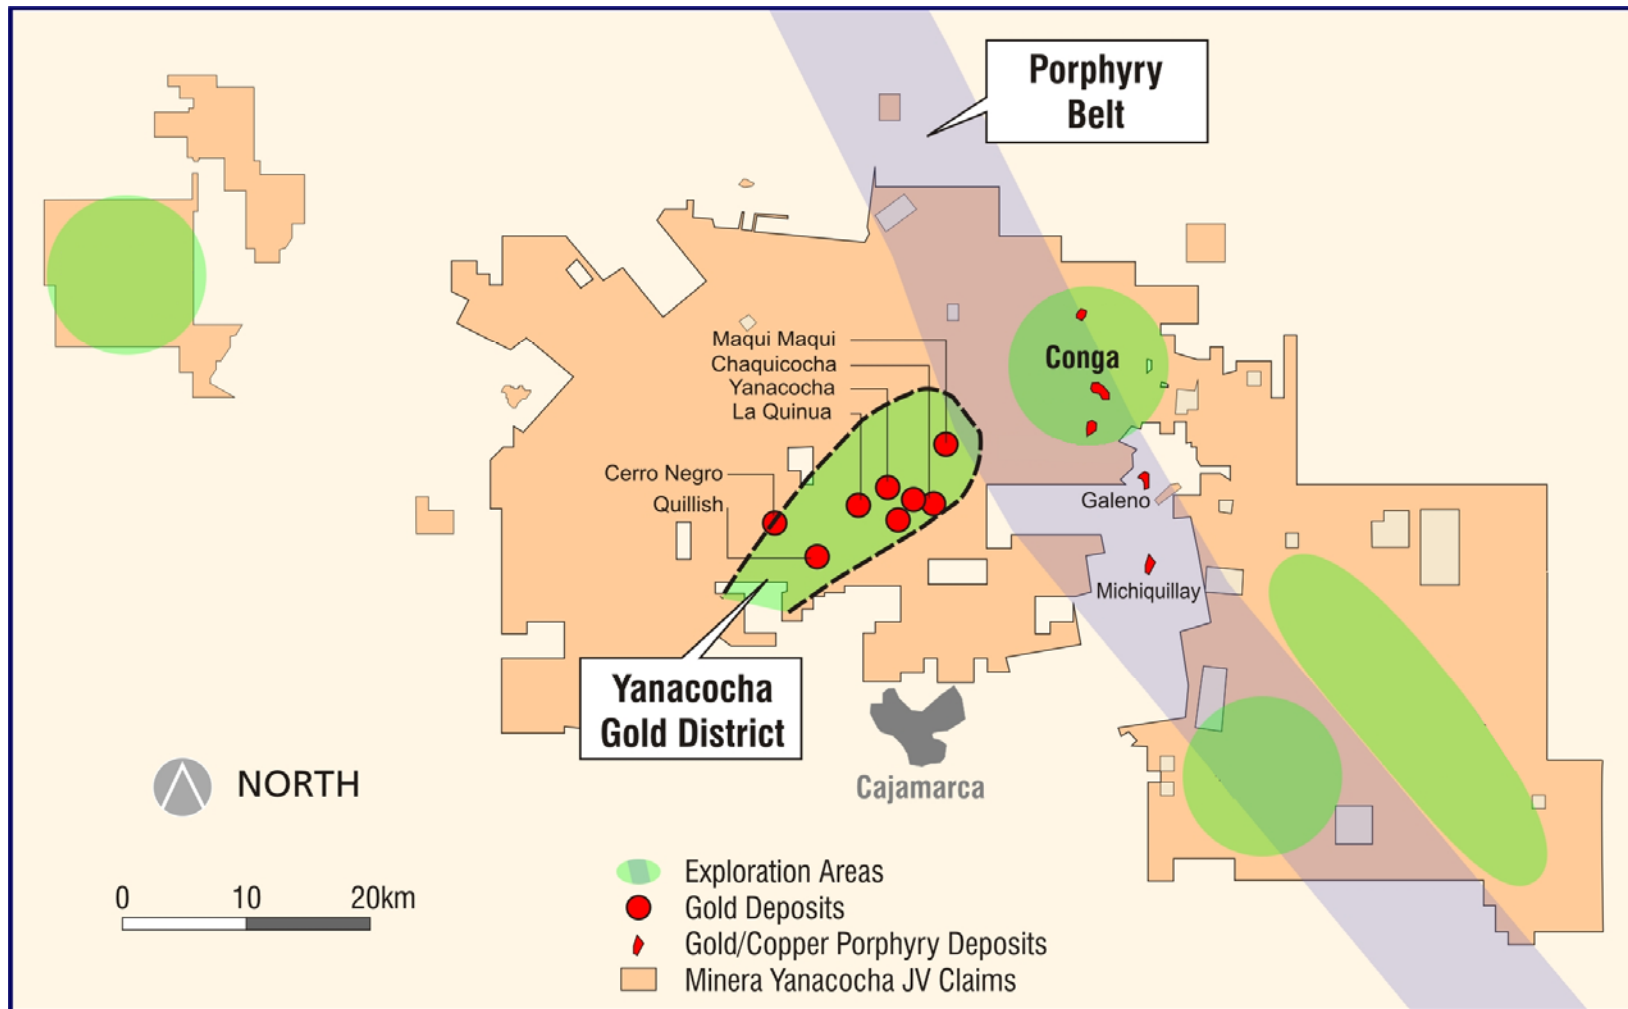 Porphyry
Belt
Maqui Maqui
Chaquicocha
Yanacocha
La Quinua
Conga
Cerro Negro
Quillish
Galeno
Michiquillay
Yanacocha
Gold District
Cajamarca
NORTH
0 10 20km
Exploration Areas
Gold Deposits
Gold/Copper Porphyry Deposits
Minera Yanacocha JV Claims